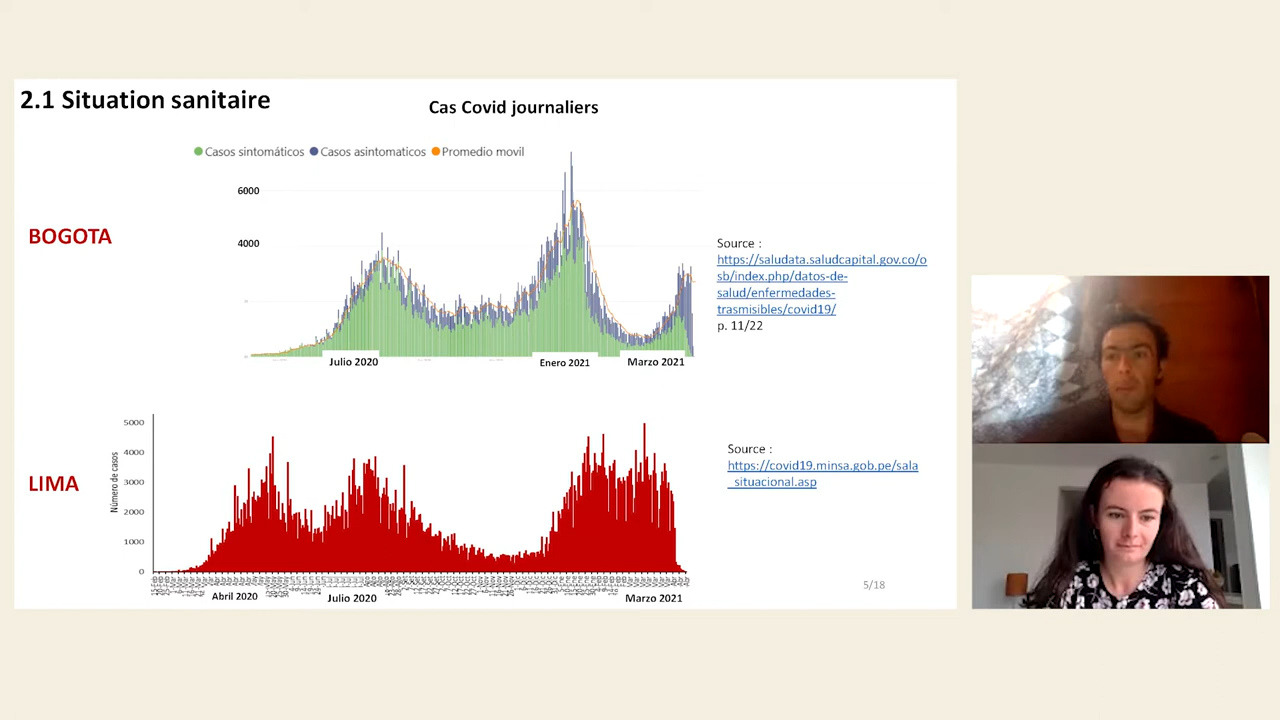 2.1 Situation sanitaire
Cas Covid journaliers
Casos sintomáticos Casos asintomaticos Promedio movil
6000
4000
BOGOTA
Julio 2020
Enero 2021
Marzo 2021
Source :
https://saludata.saludcapital.gov.co/o
sb/index.php/datos-de-
salud/enfermedades-
trasmisibles/covid19/
p. 11/22
LIMA
Número de casos
5000
4000
3000
2000
1000
0
Abril 2020
Julio 2020
Marzo 2021
Source :
https://covid19.minsa.gob.pe/sala
_situacional.asp
5/18